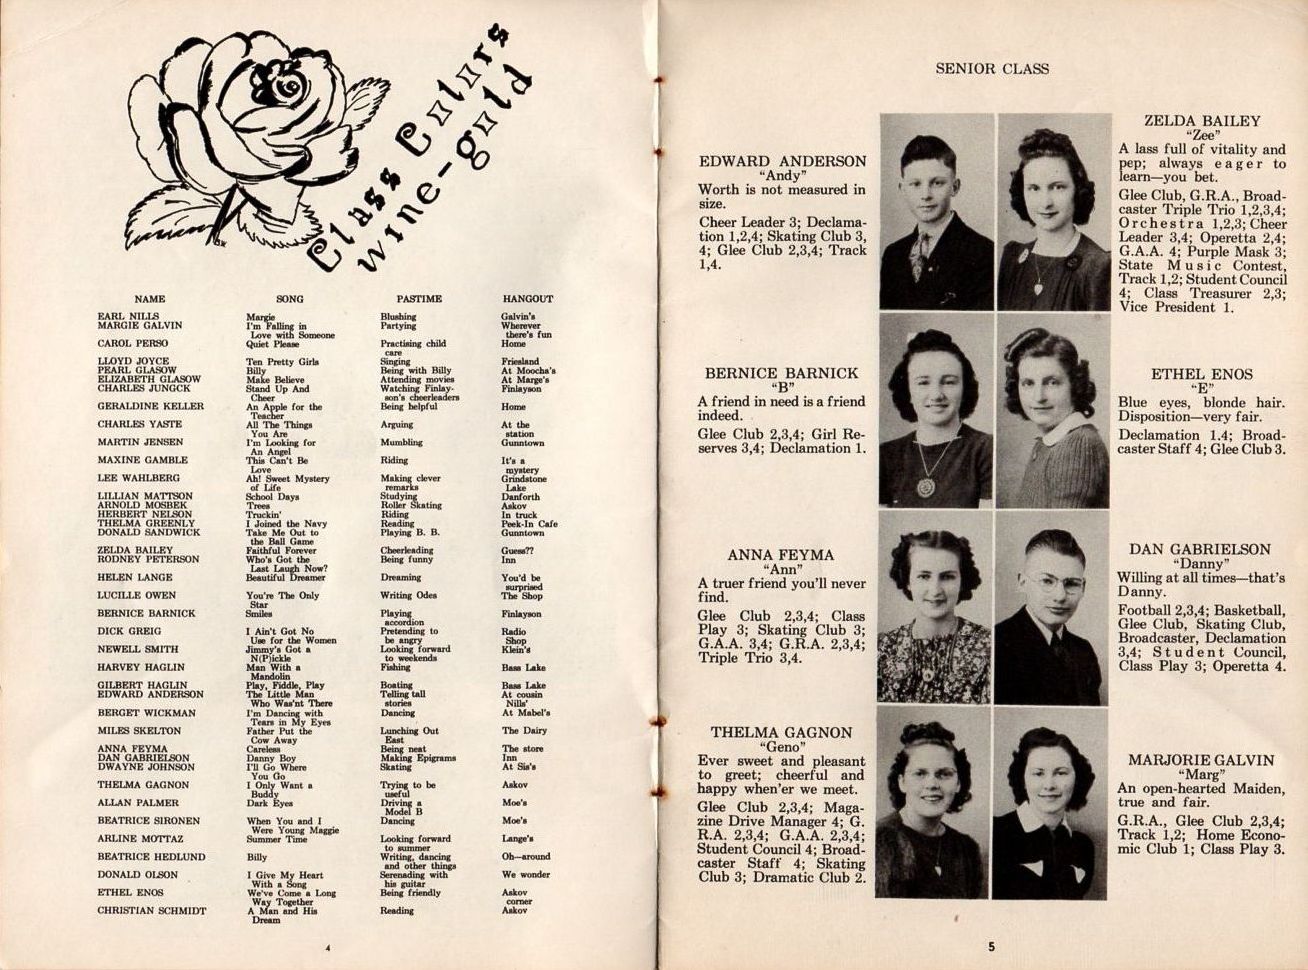 Class Colors
wine-gold
NAME SONG PASTIME HANGOUT
EARL NILLS Margie Blushing Galvin's
MARGIE GALVIN I'm Falling in Partying Wherever
Love with Someone there's fun
CAROL PERSO Quiet Please Practising child Home
care
LLOYD JOYCE Ten Pretty Girls Singing Friesland
PEARL GLASOW Billy Being with Billy At Moocha's
ELIZABETH GLASOW Make Believe Attending movies At Marge's
CHARLES JUNGCK Stand Up And Watching Finlay- Finlayson
Cheer son's cheerleaders
GERALDINE KELLER An Apple for the Being helpful Home
Teacher
CHARLES YASTE All The Things Arguing At the
You Are station
MARTIN JENSEN I'm Looking for Mumbling Gunntown
An Angel
MAXINE GAMBLE This Can't Be Riding It's a
Love mystery
LEE WAHLBERG Ah! Sweet Mystery Making clever Grindstone
of Life remarks Lake
LILLIAN MATTSON School Days Studying Danforth
ARNOLD MOSBEK Trees Roller Skating Askov
HERBERT NELSON Truckin' Riding In truck
THELMA GREENLY I Joined the Navy Reading Peek-In Cafe
DONALD SANDWICK Take Me Out to Playing B. B. Gunntown
the Ball Game
ZELDA BAILEY Faithful Forever Cheerleading Guess??
RODNEY PETERSON Who's Got the Being funny Inn
Last Laugh Now?
HELEN LANGE Beautiful Dreamer Dreaming You'd be
surprised
LUCILLE OWEN You're The Only Writing Odes The Shop
Star
BERNICE BARNICK Smiles Playing Finlayson
accordion
DICK GREIG I Ain't Got No Pretending to Radio
Use for the Women be angry Shop
NEWELL SMITH Jimmy's Got a Looking forward Klein's
N(P)ickle to weekends
HARVEY HAGLIN Man With a Fishing Bass Lake
Mandolin
GILBERT HAGLIN Play, Fiddle, Play Boating Bass Lake
EDWARD ANDERSON The Little Man Telling tall At cousin
Who Was'nt There stories Nills'
BERGET WICKMAN I'm Dancing with Dancing At Mabel's
Tears in My Eyes
MILES SKELTON Father Put the Lunching Out The Dairy
Cow Away East
ANNA FEYMA Careless Being neat The store
DAN GABRIELSON Danny Boy Making Epigrams Inn
DWAYNE JOHNSON I'll Go Where Skating At Sis's
You Go
THELMA GAGNON I Only Want a Trying to be Askov
Buddy useful
ALLAN PALMER Dark Eyes Driving a Moe's
Model B
BEATRICE SIRONEN When You and I Dancing Moe's
Were Young Maggie
ARLINE MOTTAZ Summer Time Looking forward Lange's
to summer
BEATRICE HEDLUND Billy Writing, dancing Oh—around
and other things
DONALD OLSON I Give My Heart Serenading with We wonder
With a Song his guitar
ETHEL ENOS We've Come a Long Being friendly Askov
Way Together corner
CHRISTIAN SCHMIDT A Man and His Reading Askov
Dream
4
SENIOR CLASS
EDWARD ANDERSON
"Andy"
Worth is not measured in
size.
Cheer Leader 3; Declama-
tion 1,2,4; Skating Club 3,
4; Glee Club 2,3,4; Track
1,4.
ZELDA BAILEY
"Zee"
A lass full of vitality and
pep; always eager to
learn—you bet.
Glee Club, G.R.A., Broad-
caster Triple Trio 1,2,3,4;
Orchestra 1,2,3; Cheer
Leader 3,4; Operetta 2,4;
G.A.A. 4; Purple Mask 3;
State Music Contest,
Track 1,2; Student Council
4; Class Treasurer 2,3;
Vice President 1.
BERNICE BARNICK
"B"
A friend in need is a friend
indeed.
Glee Club 2,3,4; Girl Re-
serves 3,4; Declamation 1.
ETHEL ENOS
"E"
Blue eyes, blonde hair.
Disposition—very fair.
Declamation 1.4; Broad-
caster Staff 4; Glee Club 3.
ANNA FEYMA
"Ann"
A truer friend you'll never
find.
Glee Club 2,3,4; Class
Play 3; Skating Club 3;
G.A.A. 3,4; G.R.A. 2,3,4;
Triple Trio 3,4.
DAN GABRIELSON
"Danny"
Willing at all times—that's
Danny.
Football 2,3,4; Basketball,
Glee Club, Skating Club,
Broadcaster, Declamation
3,4; Student Council,
Class Play 3; Operetta 4.
THELMA GAGNON
"Geno"
Ever sweet and pleasant
to greet; cheerful and
happy when'er we meet.
Glee Club 2,3,4; Maga-
zine Drive Manager 4; G.
R.A. 2,3,4; G.A.A. 2,3,4;
Student Council 4; Broad-
caster Staff 4; Skating
Club 3; Dramatic Club 2.
MARJORIE GALVIN
"Marg"
An open-hearted Maiden,
true and fair.
G.R.A., Glee Club 2,3,4;
Track 1,2; Home Econo-
mic Club 1; Class Play 3.
5